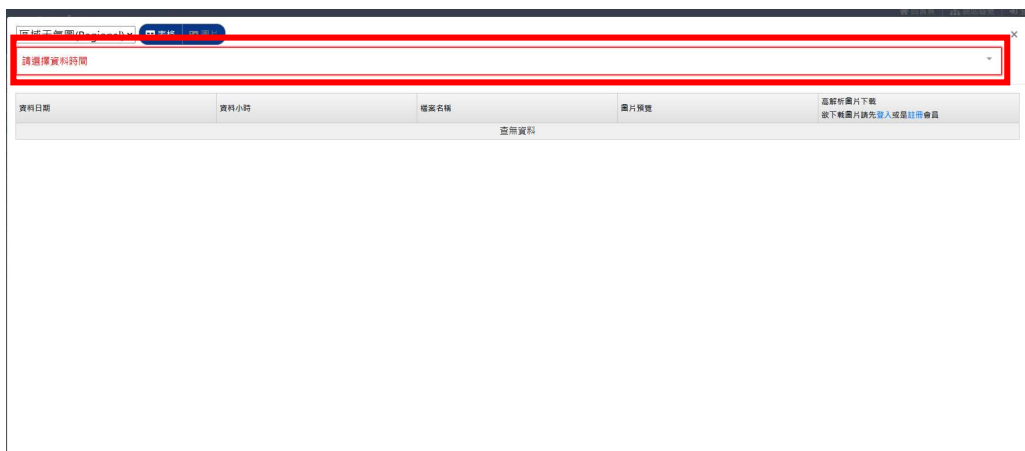 區域天氣圖(Regional)
表格
圖片
×
請選擇資料時間
資料日期
資料小時
檔案名稱
圖片預覽
高解析圖片下載
欲下載圖片請先登入或是註冊會員
查無資料